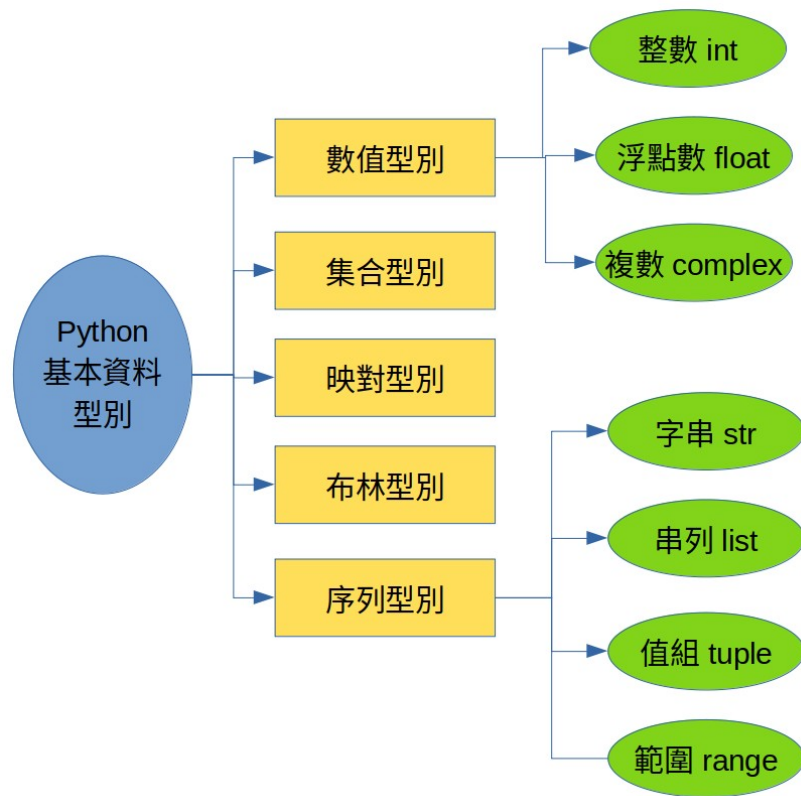 Python
基本資料
型別
數值型別
集合型別
映對型別
布林型別
序列型別
整數 int
浮點數 float
複數 complex
字串 str
串列 list
值組 tuple
範圍 range